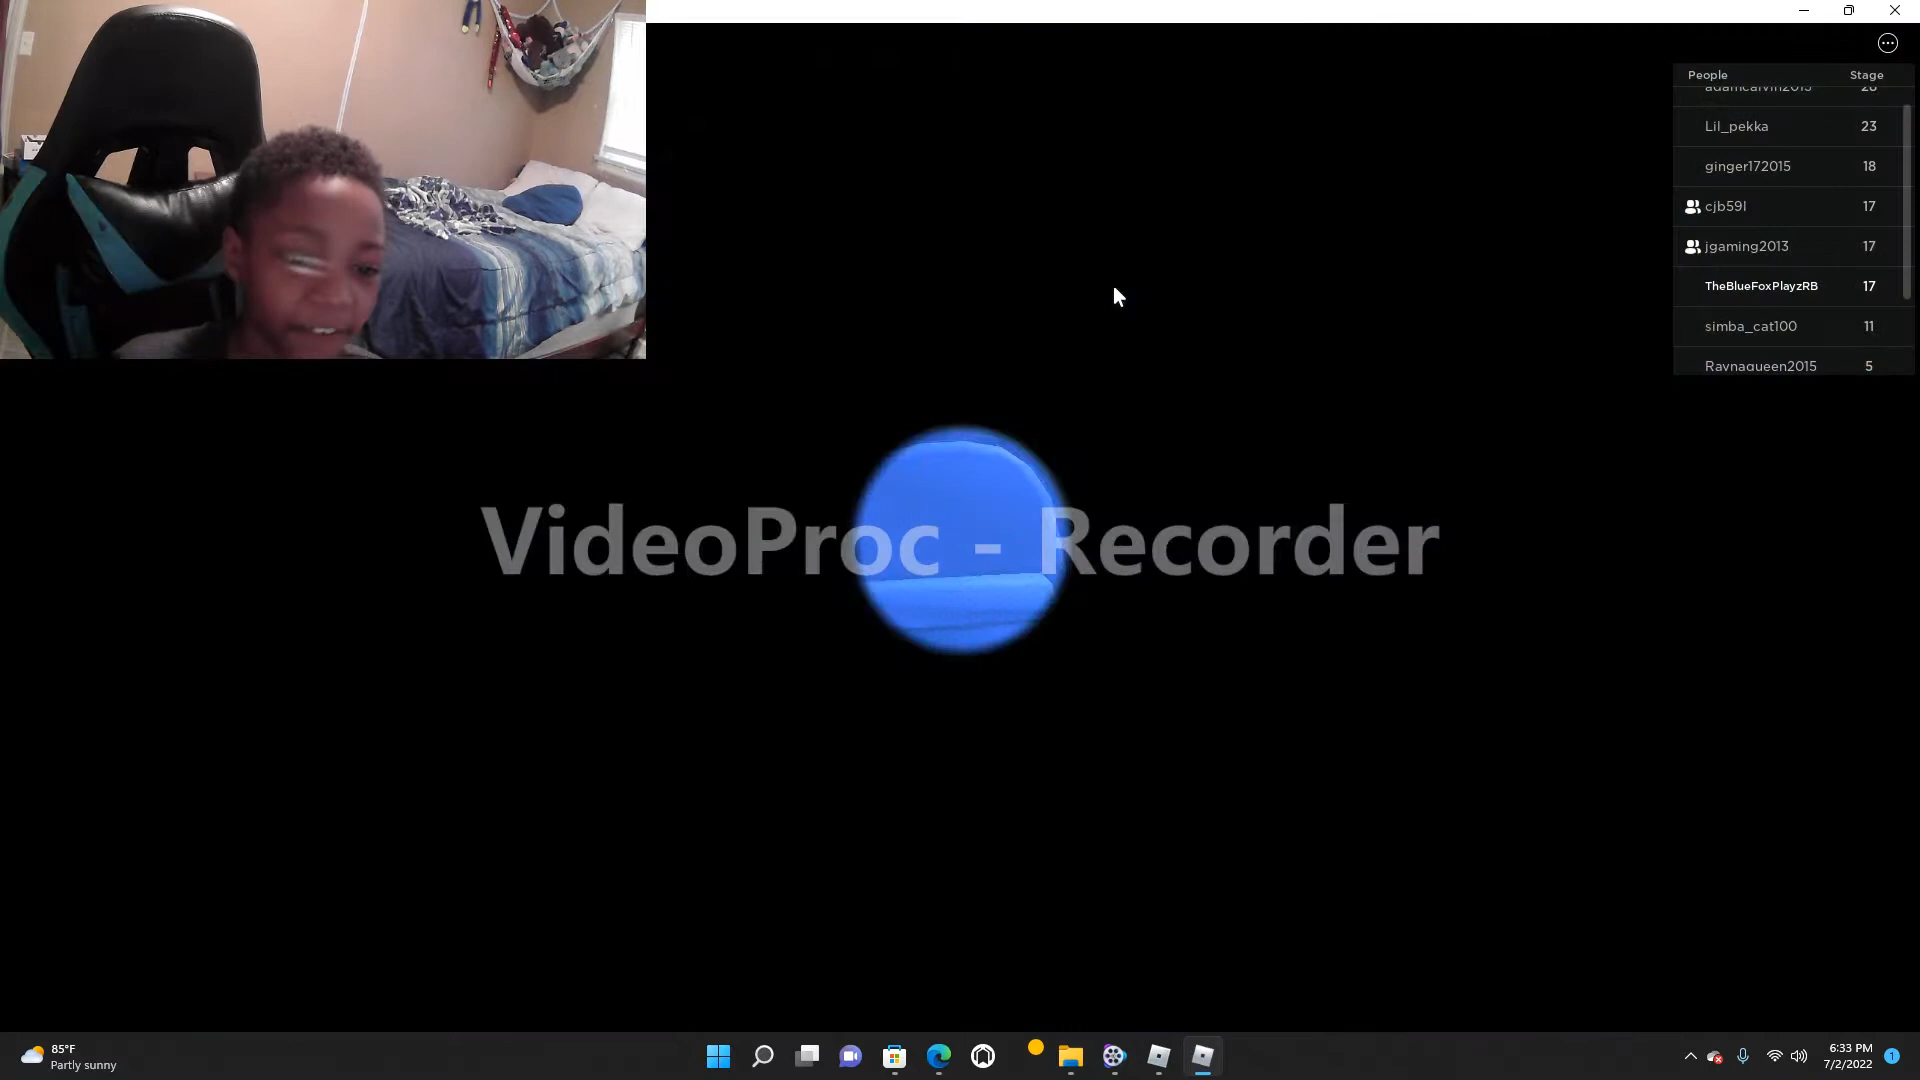 People Stage
Lil_pekka 23
ginger172015 18
cjb59l 17
jgaming2013 17
TheBlueFoxPlayzRB 17
simba_cat100 11
Raynaqueen2015 5
VideoProc - Recorder
85°F
Partly sunny
6:33 PM
7/2/2022
1